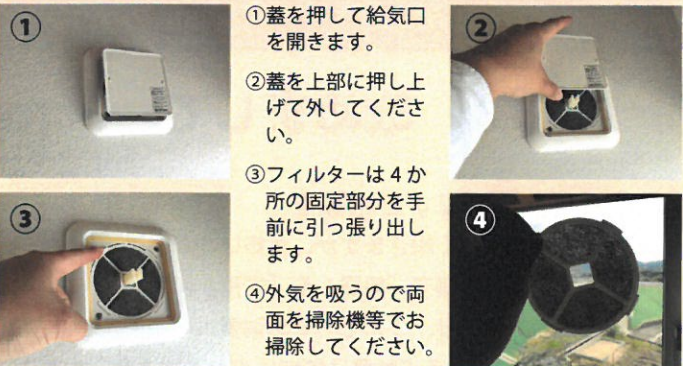 ①
①蓋を押して給気口
を開きます。
②蓋を上部に押し上
げて外してくださ
い。
③フィルターは4か
所の固定部分を手
前に引っ張り出し
ます。
④外気を吸うので両
面を掃除機等でお
掃除してください。
②
③
④